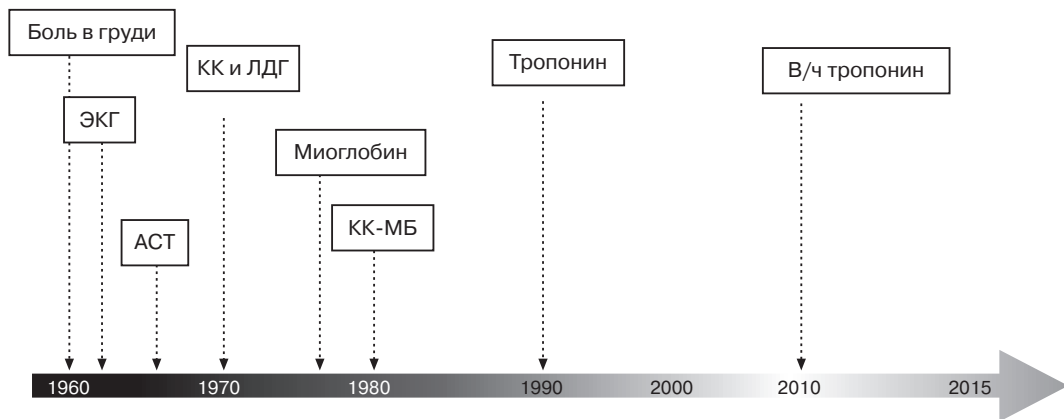 Боль в груди
КК и ЛДГ
Тропонин
В/ч тропонин
ЭКГ
Миоглобин
АСТ
КК-МБ
1960 1970 1980 1990 2000 2010 2015